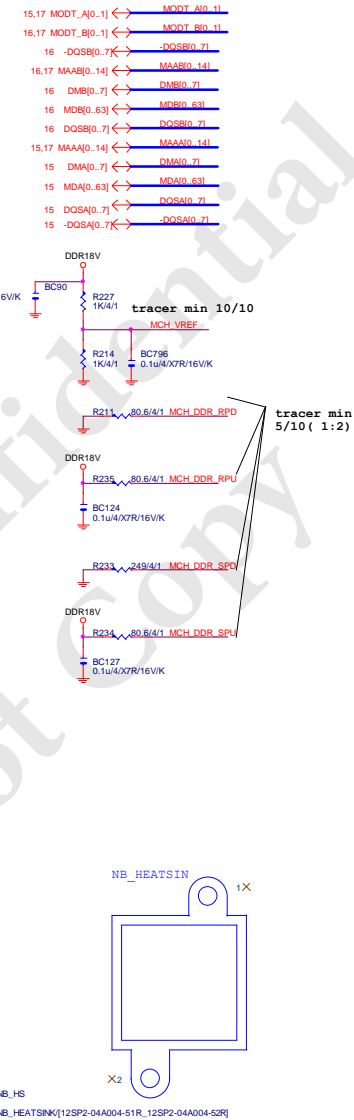 15,17 MODT_A[0..1] MODT_A[0..1]
16,17 MODT_B[0..1] MODT_B[0..1]
16 -DQSB[0..7] -DQSB[0..7]
16,17 MAAB[0..14] MAAB[0..14]
16 DMB[0..7] DMB[0..7]
16 MDB[0..63] MDB[0..63]
16 DQSB[0..7] DQSB[0..7]
15,17 MAAA[0..14] MAAA[0..14]
15 DMA[0..7] DMA[0..7]
15 MDA[0..63] MDA[0..63]
15 DQSA[0..7] DQSA[0..7]
15 -DQSA[0..7] -DQSA[0..7]
DDR18V
BC90
6V/K
R227
1K/4/1
tracer min 10/10
MCH_VREF
R214
1K/4/1
BC796
0.1u/4/X7R/16V/K
R211 80.6/4/1 MCH_DDR_RPD
tracer min
5/10( 1:2)
DDR18V
R235 80.6/4/1 MCH_DDR_RPU
BC124
0.1u/4/X7R/16V/K
R233 249/4/1 MCH_DDR_SPD
DDR18V
R234 80.6/4/1 MCH_DDR_SPU
BC127
0.1u/4/X7R/16V/K
NB_HEATSIN
1
2
NB_HS
NB_HEATSINK/[12SP2-04A004-51R_12SP2-04A004-52R]
fidential
ot Copy